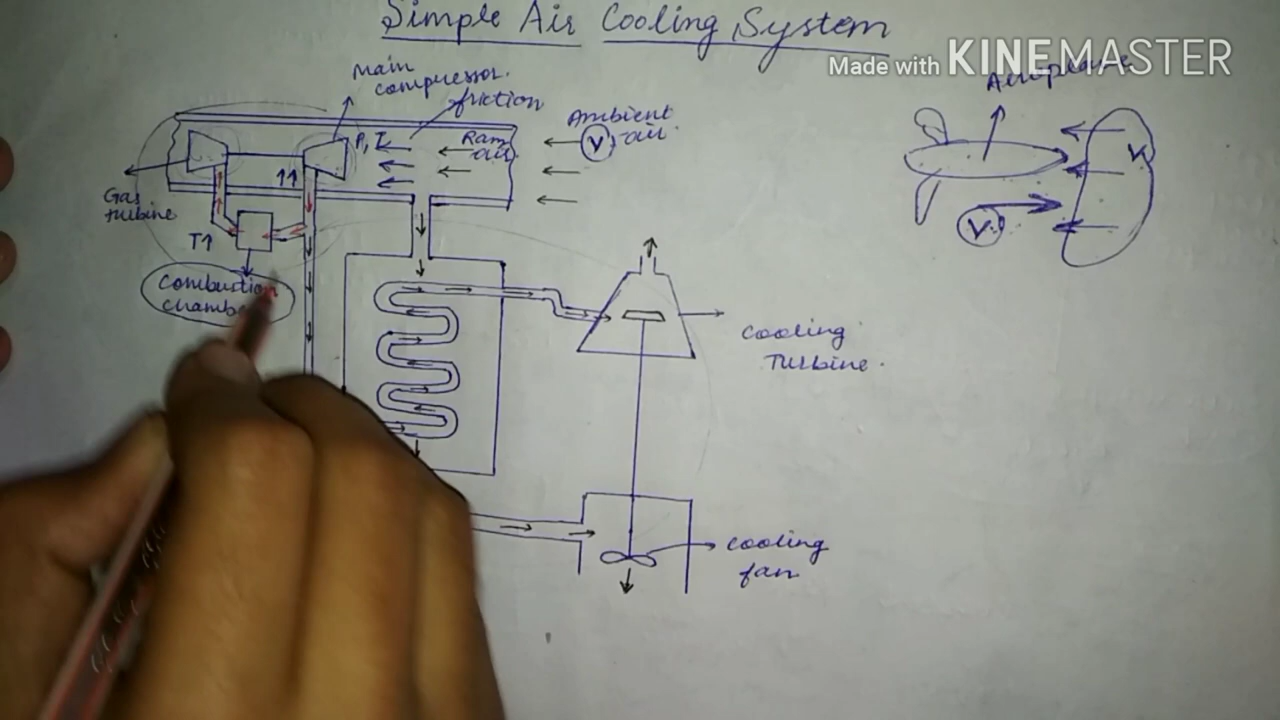 Simple Air Cooling System
Made with KINEMASTER
Aeroplane
main
compressor.
friction
Ambient
air.
V
P, T
Ram
air
V
Gas
turbine
↑↑
T↑
V
Combustion
chamber
Cooling
Turbine.
cooling
fan